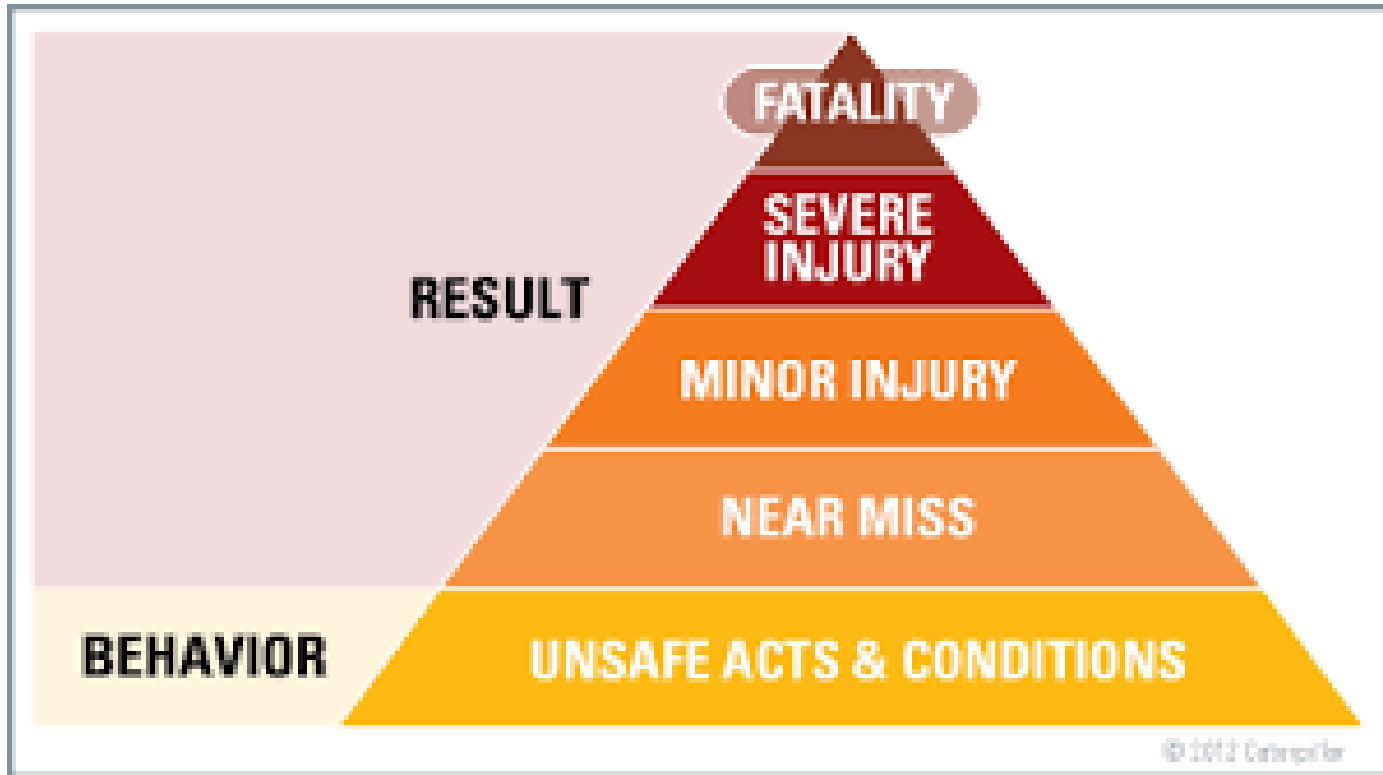 FATALITY
SEVERE
INJURY
RESULT
MINOR INJURY
NEAR MISS
BEHAVIOR
UNSAFE ACTS & CONDITIONS
© 2012 Caterpillar